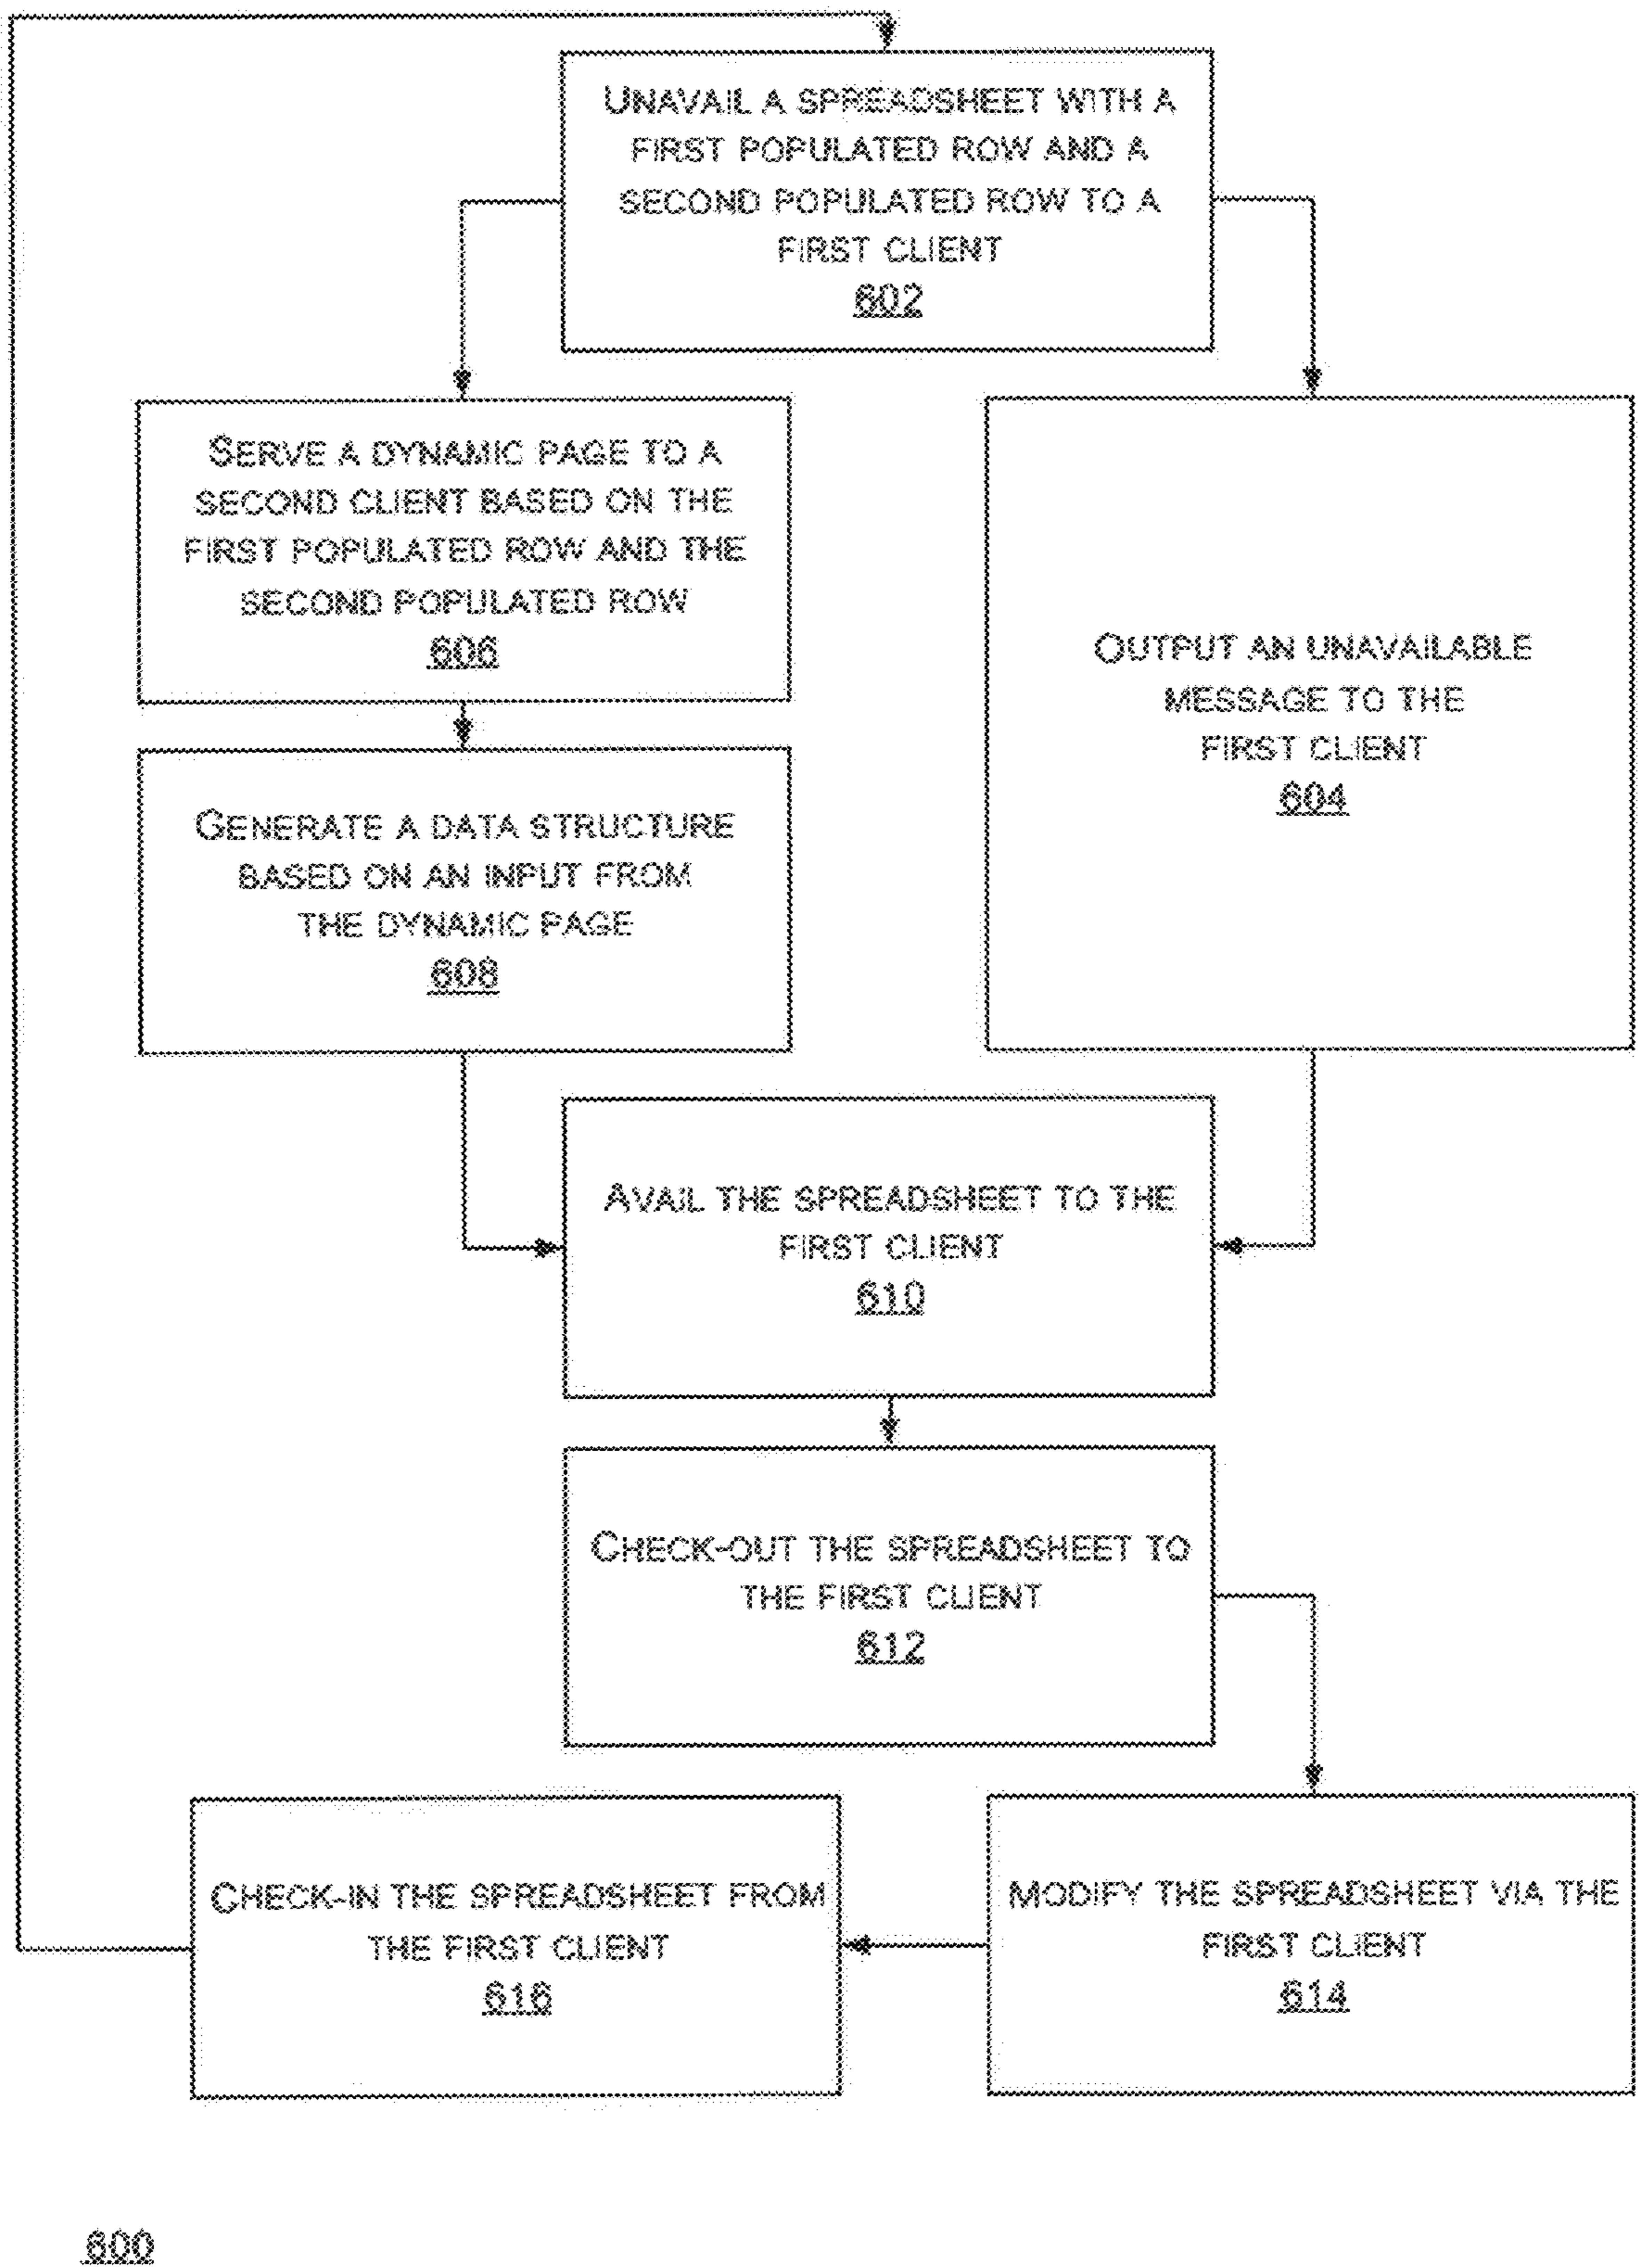 UNAVAIL A SPREADSHEET WITH A
FIRST POPULATED ROW AND A
SECOND POPULATED ROW TO A
FIRST CLIENT
602
SERVE A DYNAMIC PAGE TO A
SECOND CLIENT BASED ON THE
FIRST POPULATED ROW AND THE
SECOND POPULATED ROW
606
OUTPUT AN UNAVAILABLE
MESSAGE TO THE
FIRST CLIENT
604
GENERATE A DATA STRUCTURE
BASED ON AN INPUT FROM
THE DYNAMIC PAGE
608
AVAIL THE SPREADSHEET TO THE
FIRST CLIENT
610
CHECK-OUT THE SPREADSHEET TO
THE FIRST CLIENT
612
MODIFY THE SPREADSHEET VIA THE
FIRST CLIENT
614
CHECK-IN THE SPREADSHEET FROM
THE FIRST CLIENT
616
600